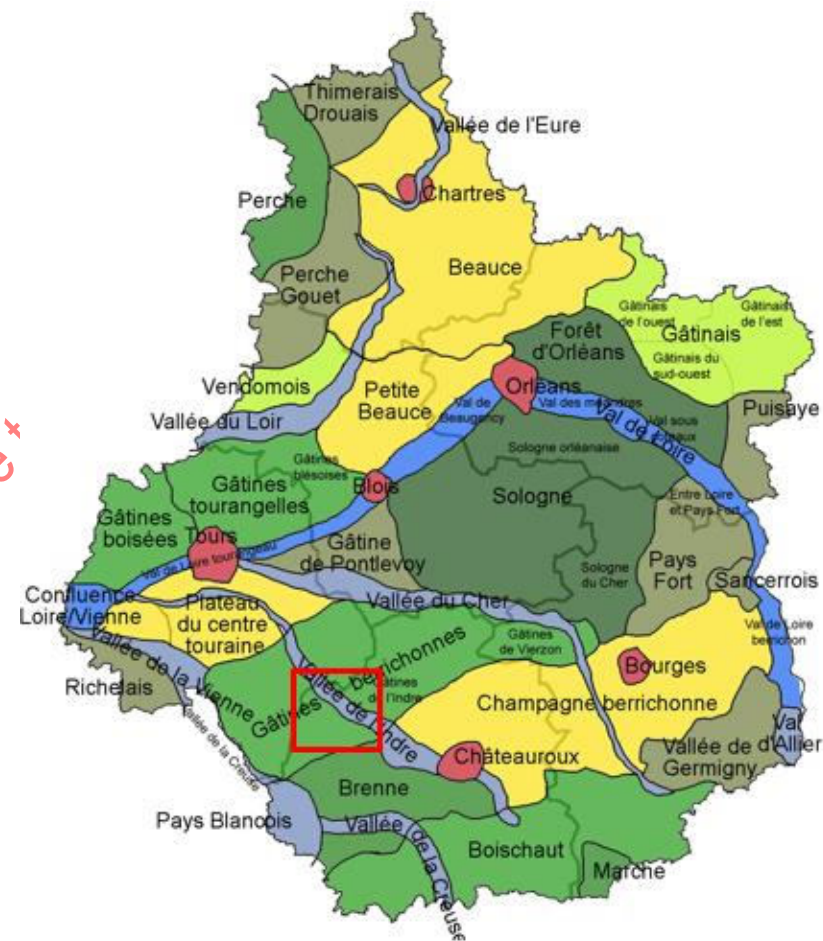 Thimerais
Drouais
Vallée de l'Eure
Chartres
Perche
Beauce
Perche
Gouet
Gâtinais
de l'ouest
Gâtinais
de l'est
Gâtinais
Gâtinais du
sud-ouest
Forêt
d'Orléans
Vendomois
Petite
Beauce
Orléans
Val de
Beaugency
Val des méandres
Val de Loire
Val sous
Puisaye
Vallée du Loir
Sologne orléanaise
Gâtines
blésoises
Blois
Gâtines
tourangelles
Sologne
Entre Loire
et Pays Fort
Gâtines
boisées
Tours
Val de Loire tourangeau
Gâtine
de Pontlevoy
Sologne
du Cher
Pays
Fort
Sancerrois
Confluence
Loire/Vienne
Plateau
du centre
touraine
Vallée du Cher
Val de Loire
berrichon
Vallée de la Vienne
Richelais
Gâtines berrichonnes
Gâtines
de Vierzon
Bourges
Gâtines
de l'Indre
Vallée de l'Indre
Champagne berrichonne
Vallée de la Creuse
Châteauroux
Vallée de
Germigny
Val
d'Allier
Brenne
Pays Blancois
Vallée de la Creuse
Boischaut
Marche